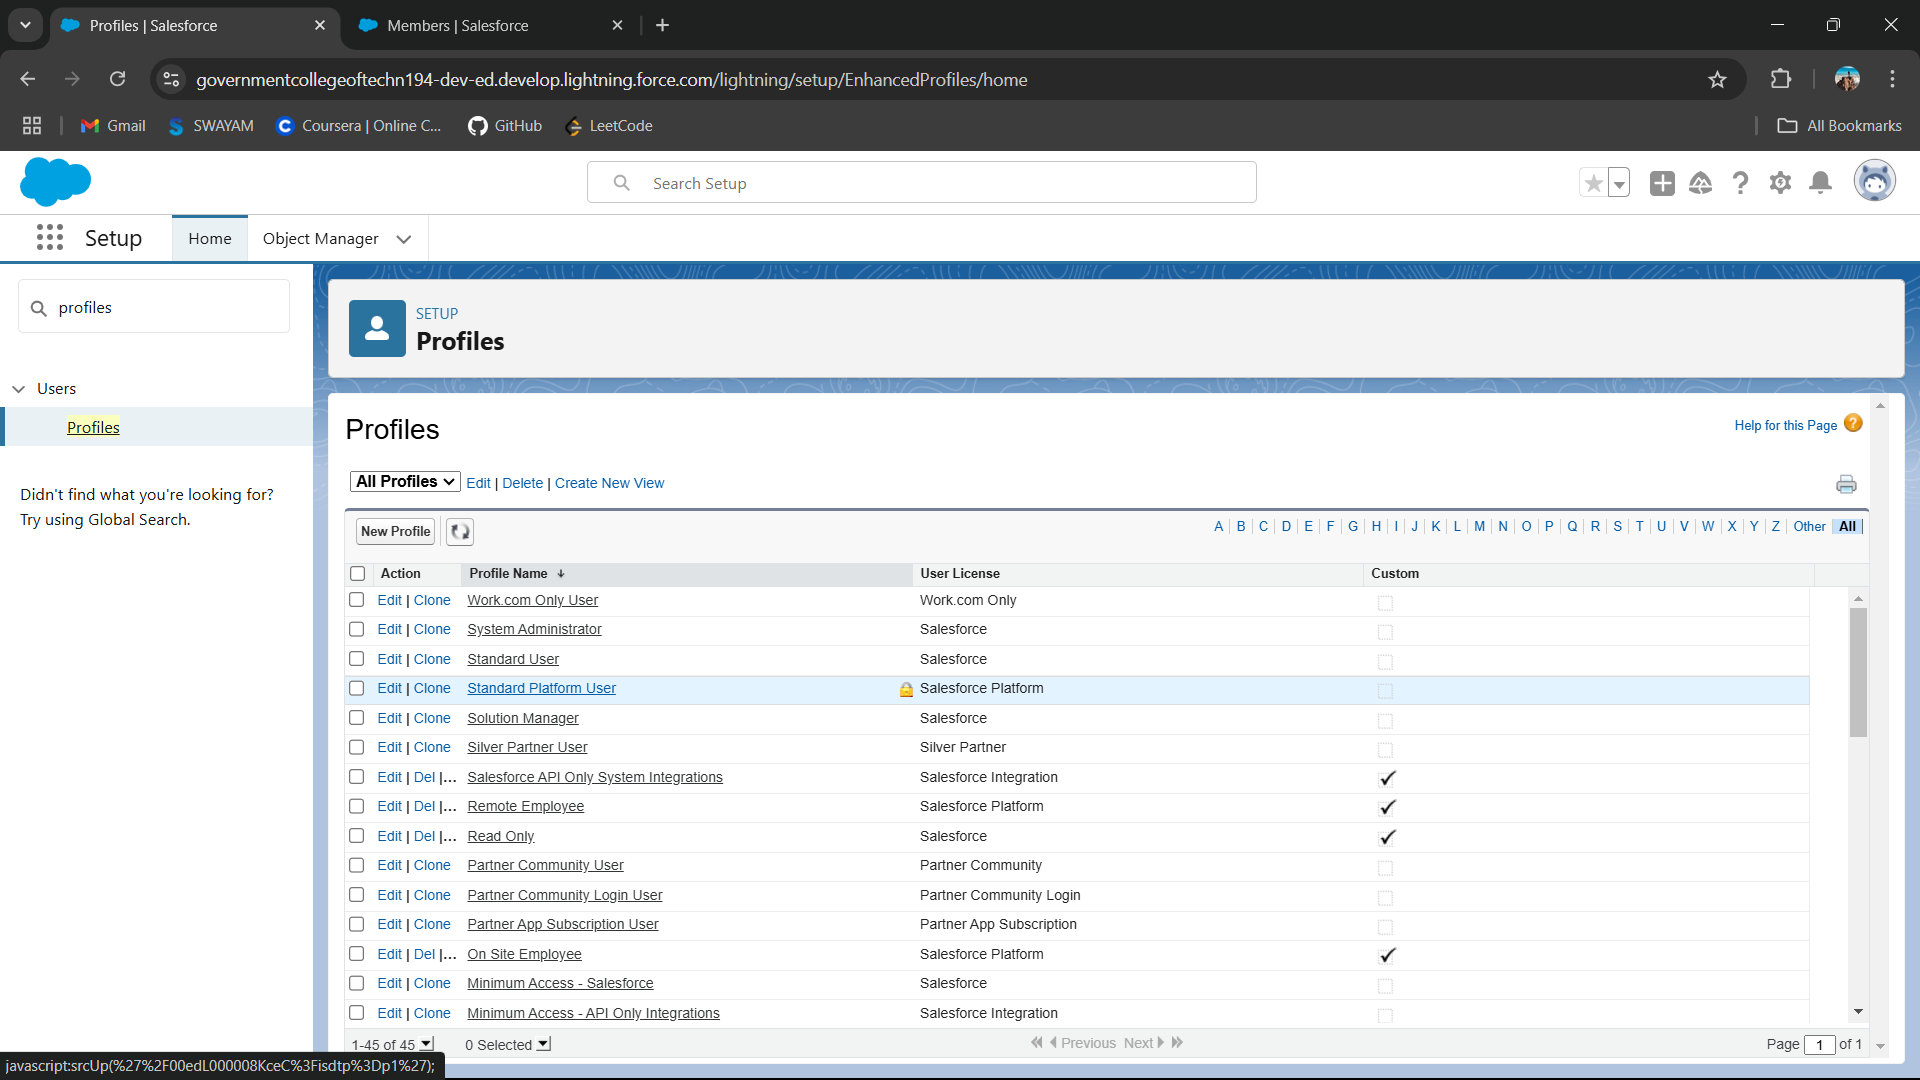 Profiles | Salesforce
Members | Salesforce
governmentcollegeoftechn194-dev-ed.develop.lightning.force.com/lightning/setup/EnhancedProfiles/home
Gmail
SWAYAM
Coursera | Online C...
GitHub
LeetCode
All Bookmarks
Search Setup
Setup
Home
Object Manager
profiles
Users
Profiles
Didn't find what you're looking for?
Try using Global Search.
SETUP
Profiles
Profiles
Help for this Page
All Profiles Edit | Delete | Create New View
New Profile
A | B | C | D | E | F | G | H | I | J | K | L | M | N | O | P | Q | R | S | T | U | V | W | X | Y | Z | Other | All
Action Profile Name User License Custom
Edit | Clone Work.com Only User Work.com Only
Edit | Clone System Administrator Salesforce
Edit | Clone Standard User Salesforce
Edit | Clone Standard Platform User Salesforce Platform
Edit | Clone Solution Manager Salesforce
Edit | Clone Silver Partner User Silver Partner
Edit | Del |... Salesforce API Only System Integrations Salesforce Integration
Edit | Del |... Remote Employee Salesforce Platform
Edit | Del |... Read Only Salesforce
Edit | Clone Partner Community User Partner Community
Edit | Clone Partner Community Login User Partner Community Login
Edit | Clone Partner App Subscription User Partner App Subscription
Edit | Del |... On Site Employee Salesforce Platform
Edit | Clone Minimum Access - Salesforce Salesforce
Edit | Clone Minimum Access - API Only Integrations Salesforce Integration
1-45 of 45 0 Selected Previous Next Page 1 of 1
javascript:srcUp(%27%2F00edL000008KceC%3Fisdtp%3Dp1%27);